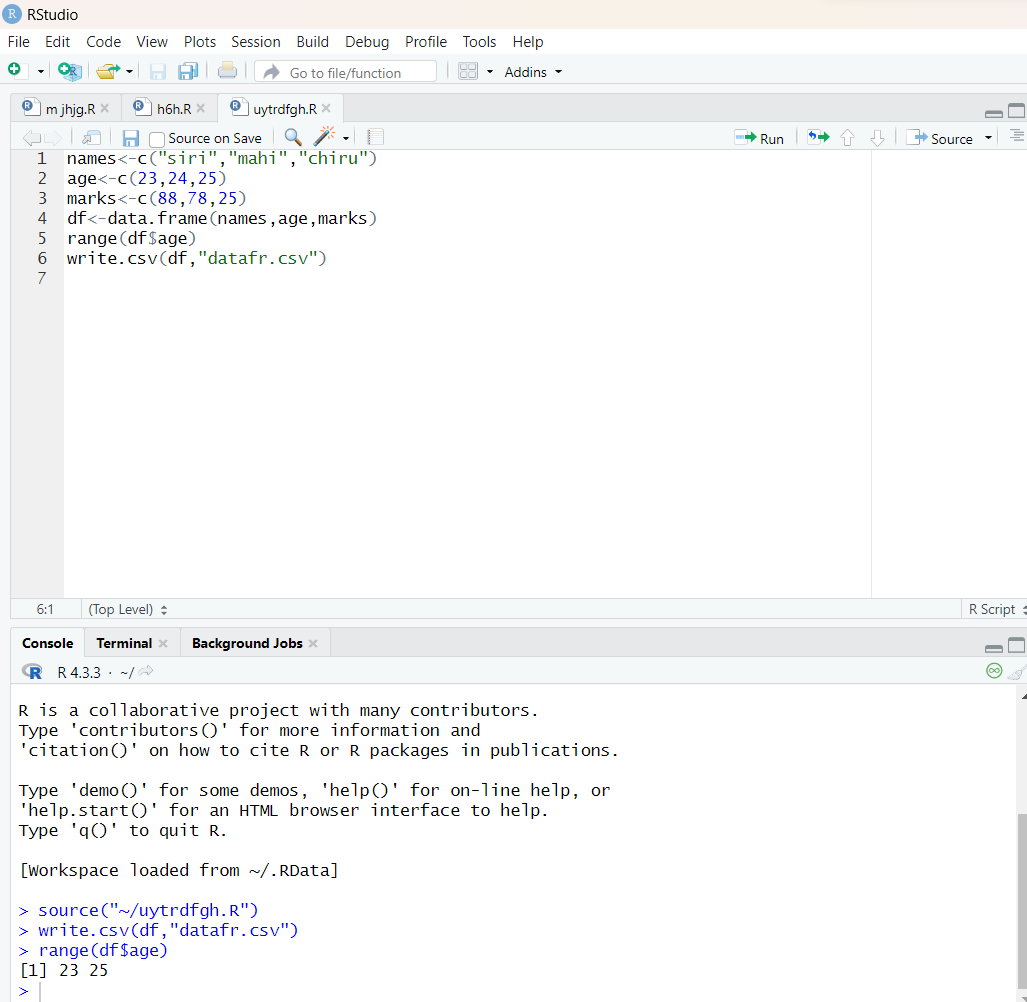 RStudio
File Edit Code View Plots Session Build Debug Profile Tools Help
Go to file/function Addins
m jhjg.R h6h.R uytrdfgh.R
Source on Save Run Source
1 names<-c("siri","mahi","chiru")
2 age<-c(23,24,25)
3 marks<-c(88,78,25)
4 df<-data.frame(names,age,marks)
5 range(df$age)
6 write.csv(df,"datafr.csv")
7
6:1 (Top Level) R Script
Console Terminal Background Jobs
R 4.3.3 · ~/
R is a collaborative project with many contributors.
Type 'contributors()' for more information and
'citation()' on how to cite R or R packages in publications.
Type 'demo()' for some demos, 'help()' for on-line help, or
'help.start()' for an HTML browser interface to help.
Type 'q()' to quit R.
[Workspace loaded from ~/.RData]
> source("~/uytrdfgh.R")
> write.csv(df,"datafr.csv")
> range(df$age)
[1] 23 25
>